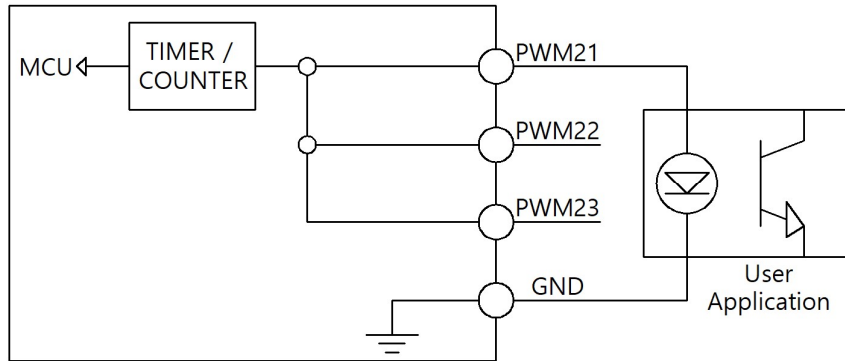 MCU
TIMER /
COUNTER
PWM21
PWM22
PWM23
GND
User
Application